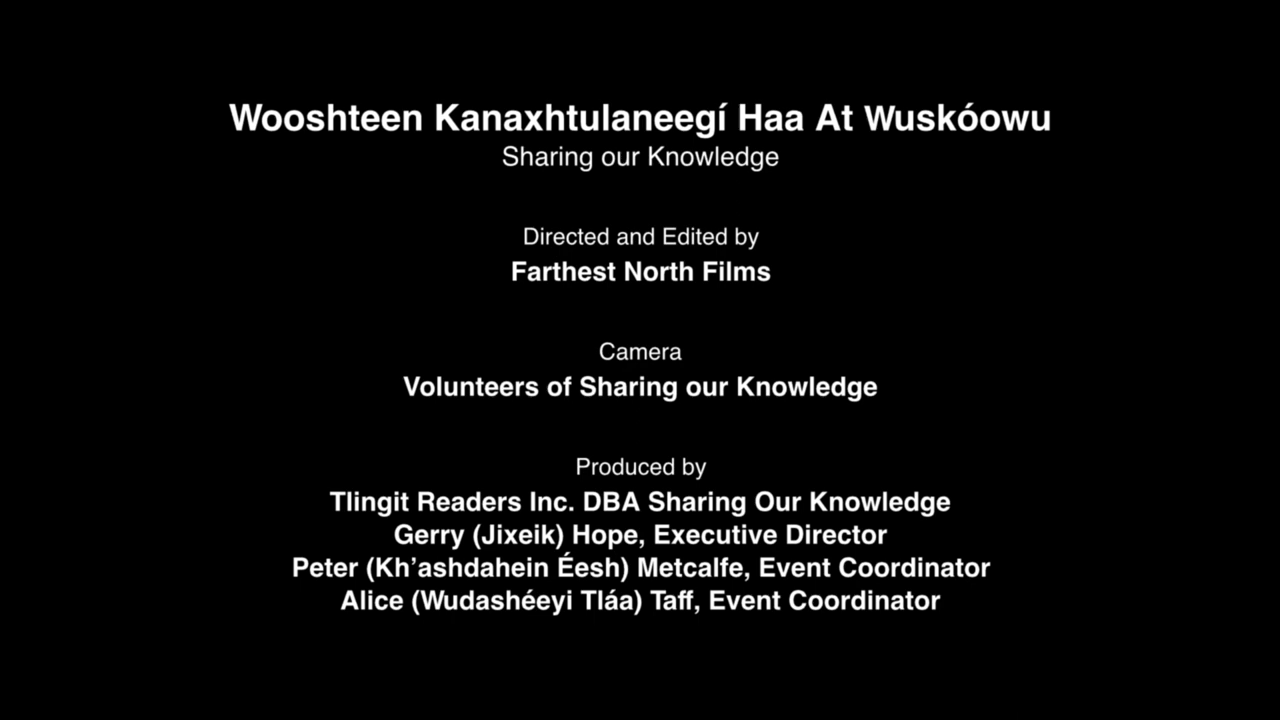 Wooshteen Kanaxhtulaneegí Haa At Wuskóowu
Sharing our Knowledge
Directed and Edited by
Farthest North Films
Camera
Volunteers of Sharing our Knowledge
Produced by
Tlingit Readers Inc. DBA Sharing Our Knowledge
Gerry (Jixeik) Hope, Executive Director
Peter (Kh’ashdahein Éesh) Metcalfe, Event Coordinator
Alice (Wudashéeyi Tláa) Taff, Event Coordinator